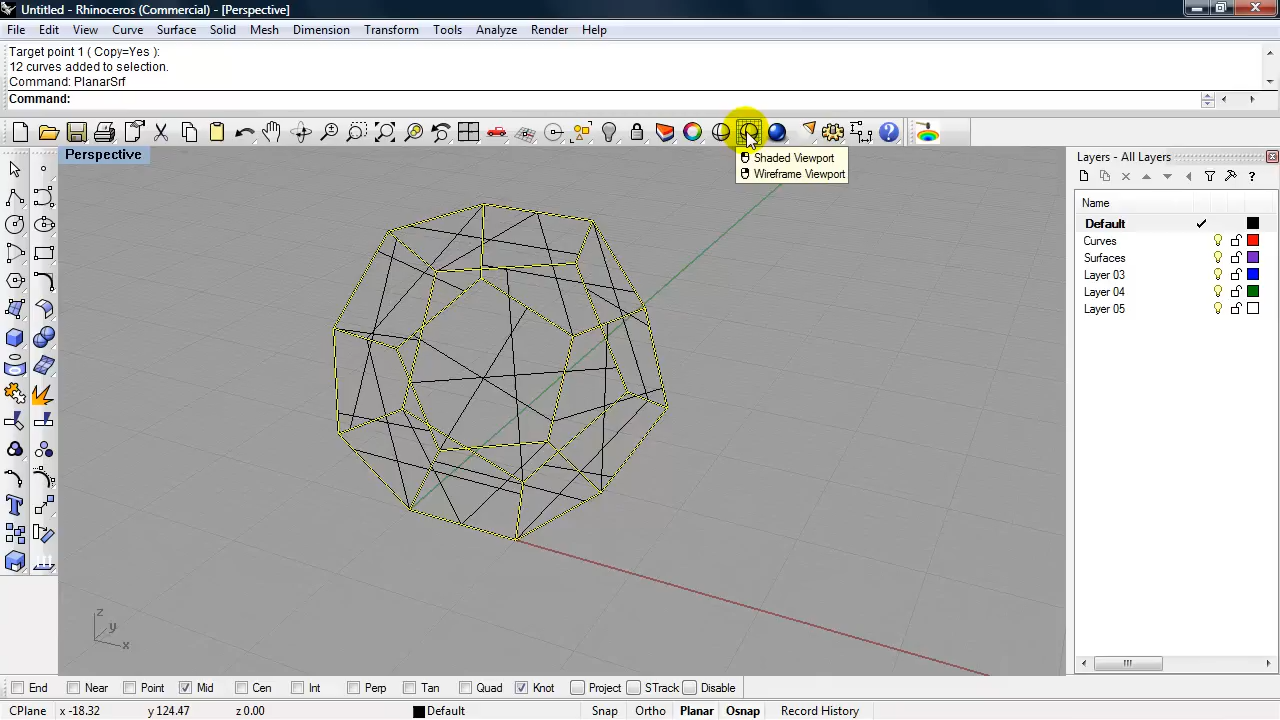 Untitled - Rhinoceros (Commercial) - [Perspective]
File Edit View Curve Surface Solid Mesh Dimension Transform Tools Analyze Render Help
Target point 1 ( Copy=Yes ):
12 curves added to selection.
Command: PlanarSrf
Command:
Perspective
Shaded Viewport
Wireframe Viewport
Layers - All Layers
Name
Default
Curves
Surfaces
Layer 03
Layer 04
Layer 05
z
y
x
End Near Point Mid Cen Int Perp Tan Quad Knot Project STrack Disable
CPlane x -18.32 y 124.47 z 0.00 Default Snap Ortho Planar Osnap Record History